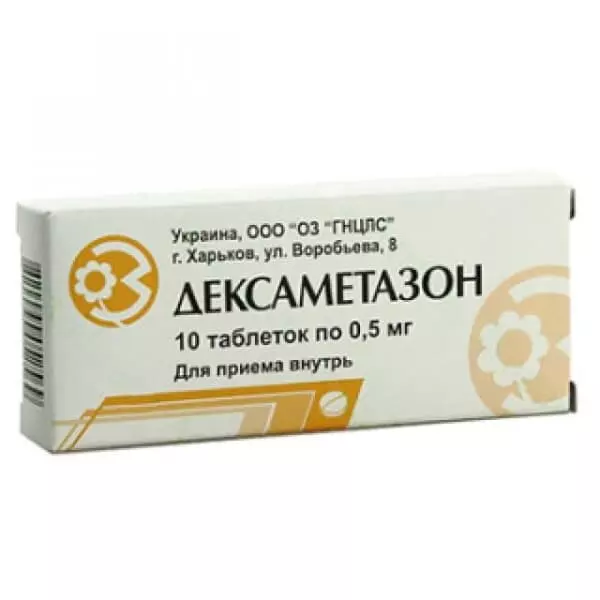 Украина, ООО "ОЗ "ГНЦЛС"
г. Харьков, ул. Воробьева, 8
ДЕКСАМЕТАЗОН
10 таблеток по 0,5 мг
Для приема внутрь